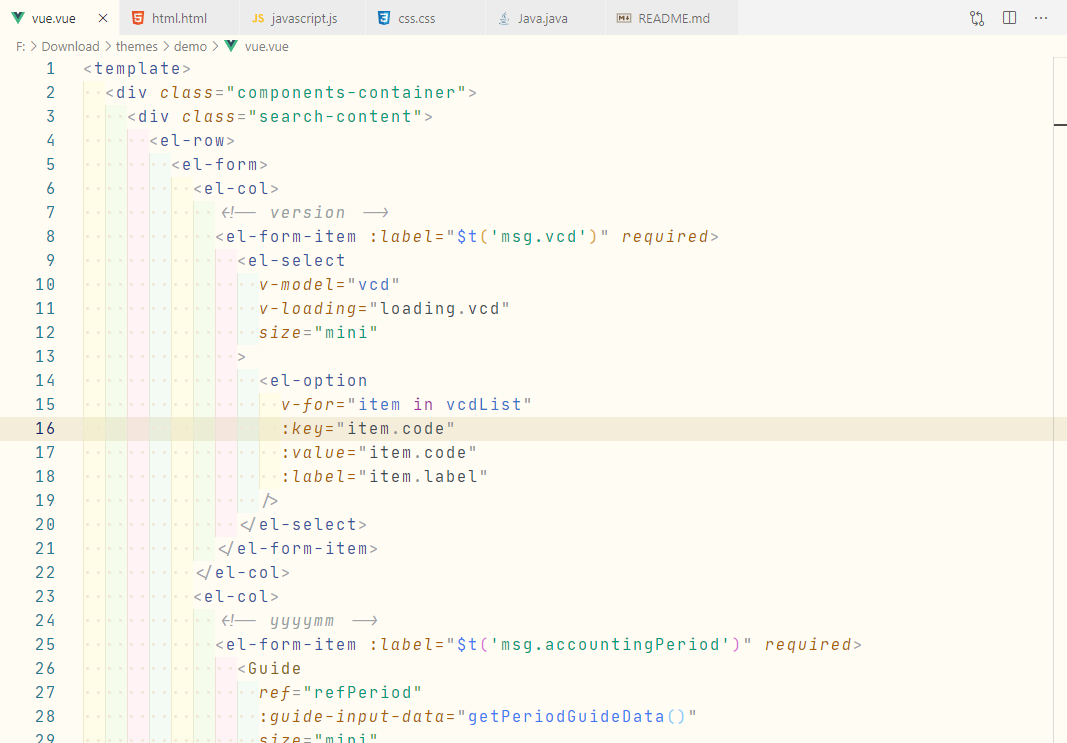 vue.vue html.html JS javascript.js css.css Java.java README.md
F: > Download > themes > demo > vue.vue
1 <template>
2 <div class="components-container">
3 <div class="search-content">
4 <el-row>
5 <el-form>
6 <el-col>
7 <!-- version -->
8 <el-form-item :label="$t('msg.vcd')" required>
9 <el-select
10 v-model="vcd"
11 v-loading="loading.vcd"
12 size="mini"
13 >
14 <el-option
15 v-for="item in vcdList"
16 :key="item.code"
17 :value="item.code"
18 :label="item.label"
19 />
20 </el-select>
21 </el-form-item>
22 </el-col>
23 <el-col>
24 <!-- yyyymm -->
25 <el-form-item :label="$t('msg.accountingPeriod')" required>
26 <Guide
27 ref="refPeriod"
28 :guide-input-data="getPeriodGuideData()"
29 size="mini"